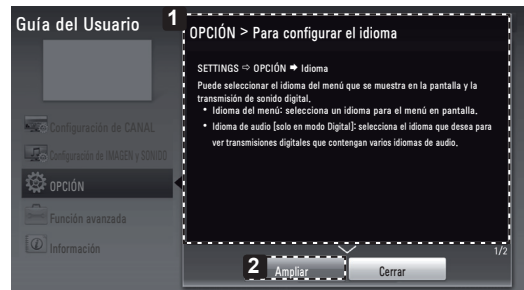 Guía del Usuario
1
OPCIÓN > Para configurar el idioma
SETTINGS ⇨ OPCIÓN ➡ Idioma
Puede seleccionar el idioma del menú que se muestra en la pantalla y la
transmisión de sonido digital.
• Idioma del menú: selecciona un idioma para el menú en pantalla.
• Idioma de audio [solo en modo Digital]: selecciona el idioma que desea para
ver transmisiones digitales que contengan varios idiomas de audio.
Configuración de CANAL
Configuración de IMAGEN y SONIDO
OPCIÓN
Función avanzada
Información
1/2
2
Ampliar
Cerrar